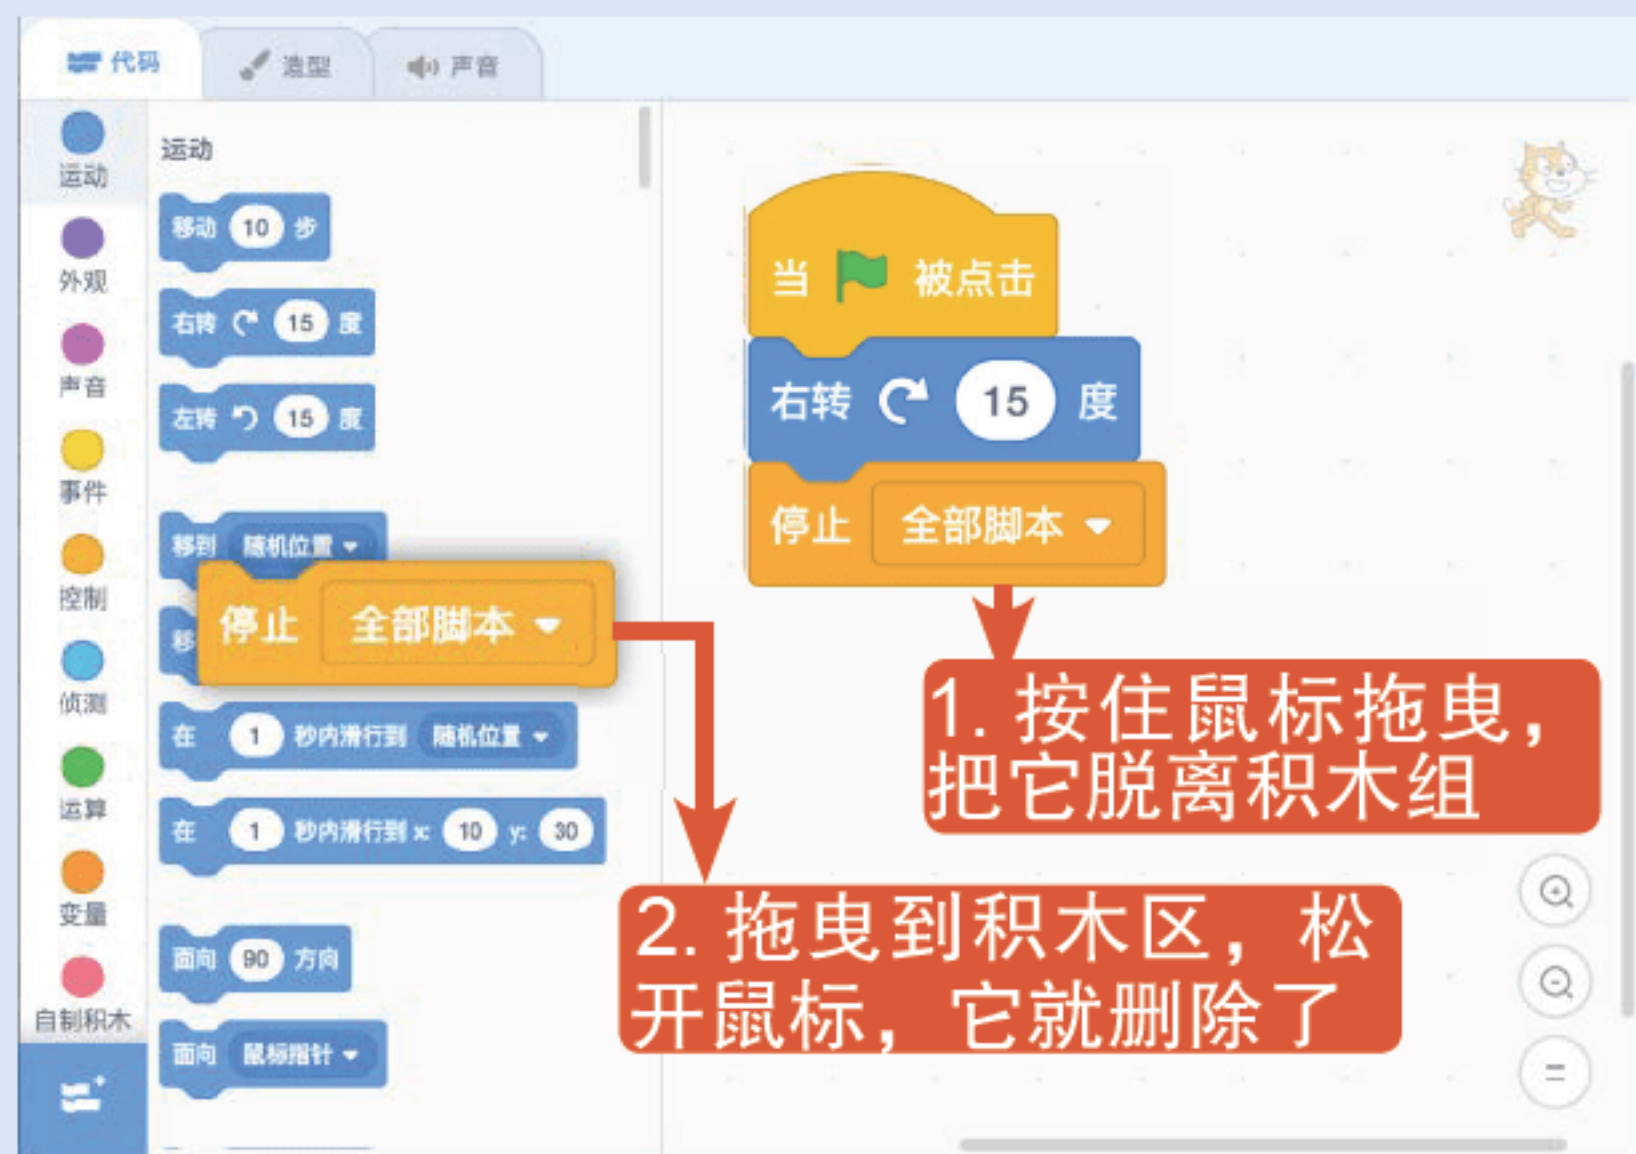 代码
造型
声音
运动
外观
声音
事件
控制
侦测
运算
变量
自制积木
运动
移动 10 步
右转 15 度
左转 15 度
移到 随机位置
移
停止 全部脚本
在 1 秒内滑行到 随机位置
在 1 秒内滑行到 x: 10 y: 30
面向 90 方向
面向 鼠标指针
当 被点击
右转 15 度
停止 全部脚本
1. 按住鼠标拖曳，
把它脱离积木组
2. 拖曳到积木区，松
开鼠标，它就删除了